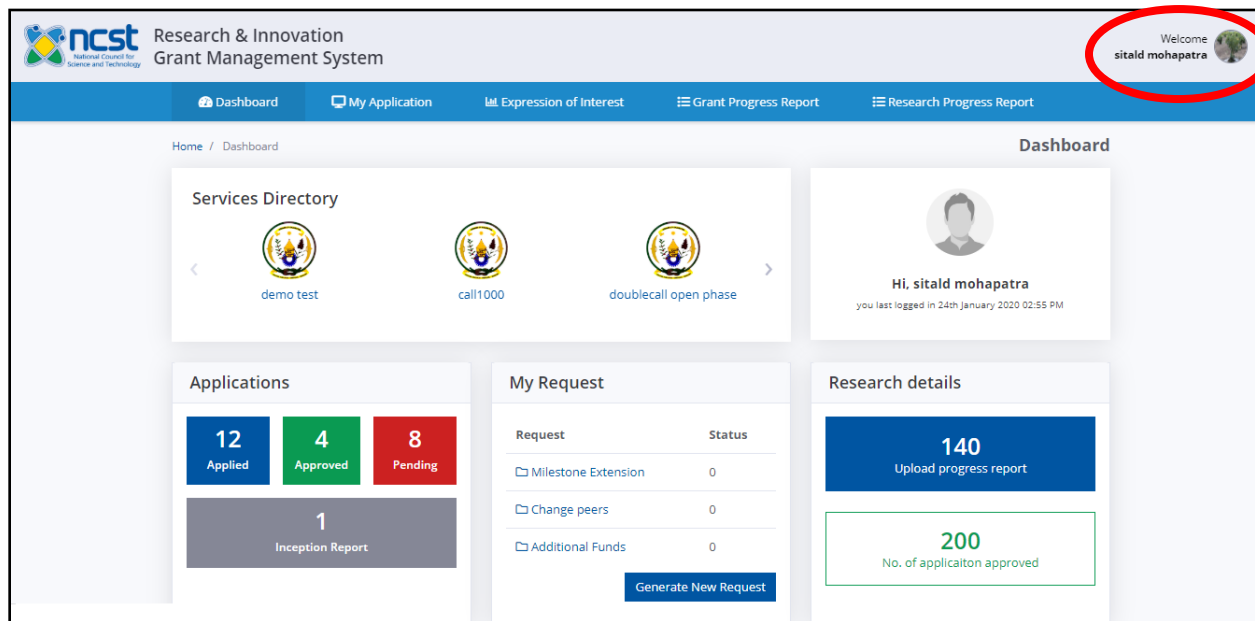 ncst
National Council for
Science and Technology
Research & Innovation
Grant Management System
Welcome
sitald mohapatra
Dashboard
My Application
Expression of Interest
Grant Progress Report
Research Progress Report
Home / Dashboard
Dashboard
Services Directory
demo test
call1000
doublecall open phase
Hi, sitald mohapatra
you last logged in 24th January 2020 02:55 PM
Applications
12
Applied
4
Approved
8
Pending
1
Inception Report
My Request
Request Status
Milestone Extension 0
Change peers 0
Additional Funds 0
Generate New Request
Research details
140
Upload progress report
200
No. of applicaiton approved